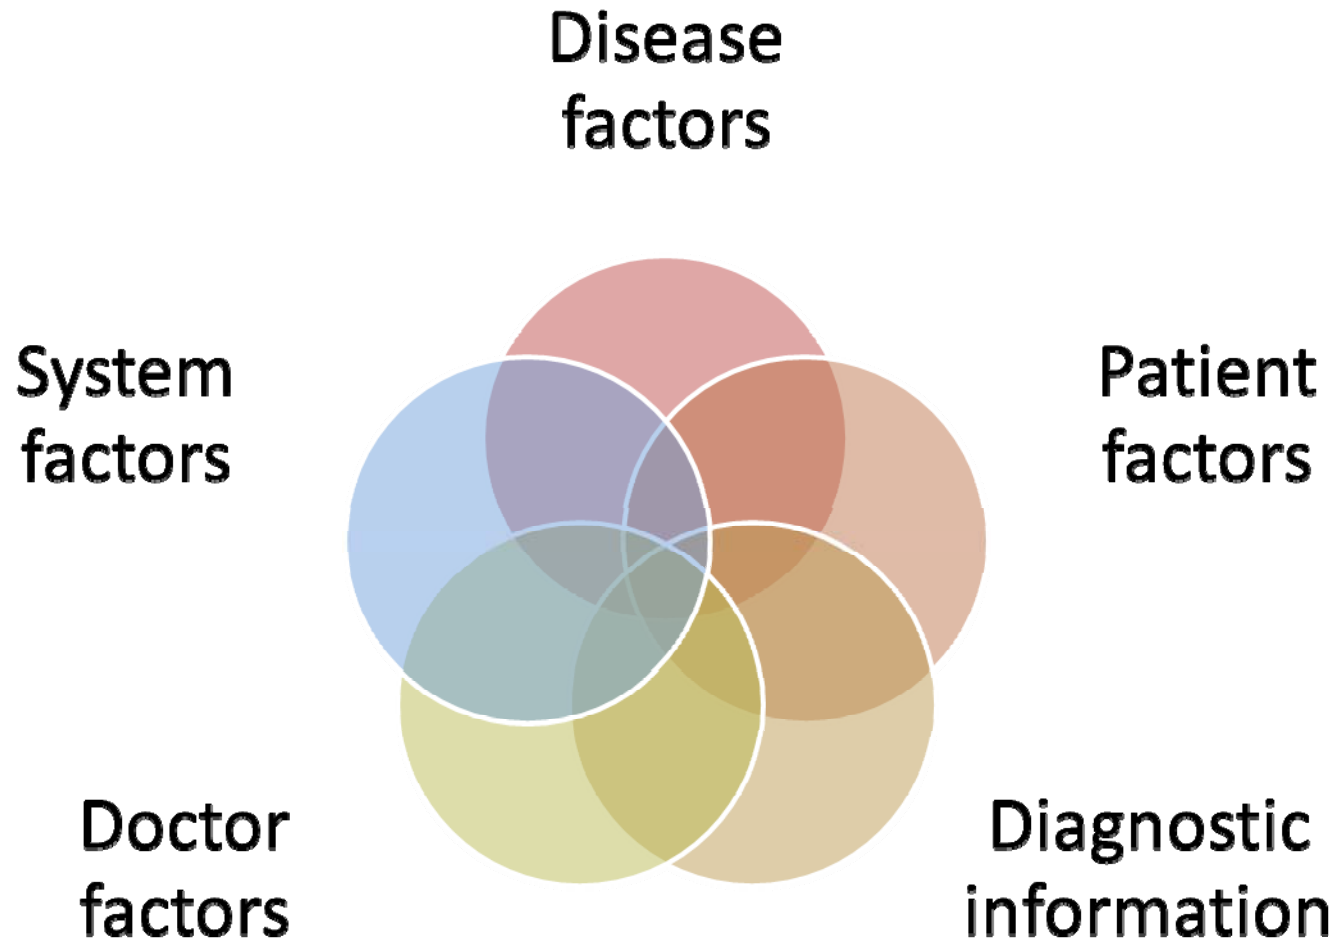 Disease
factors
System
factors
Patient
factors
Doctor
factors
Diagnostic
information